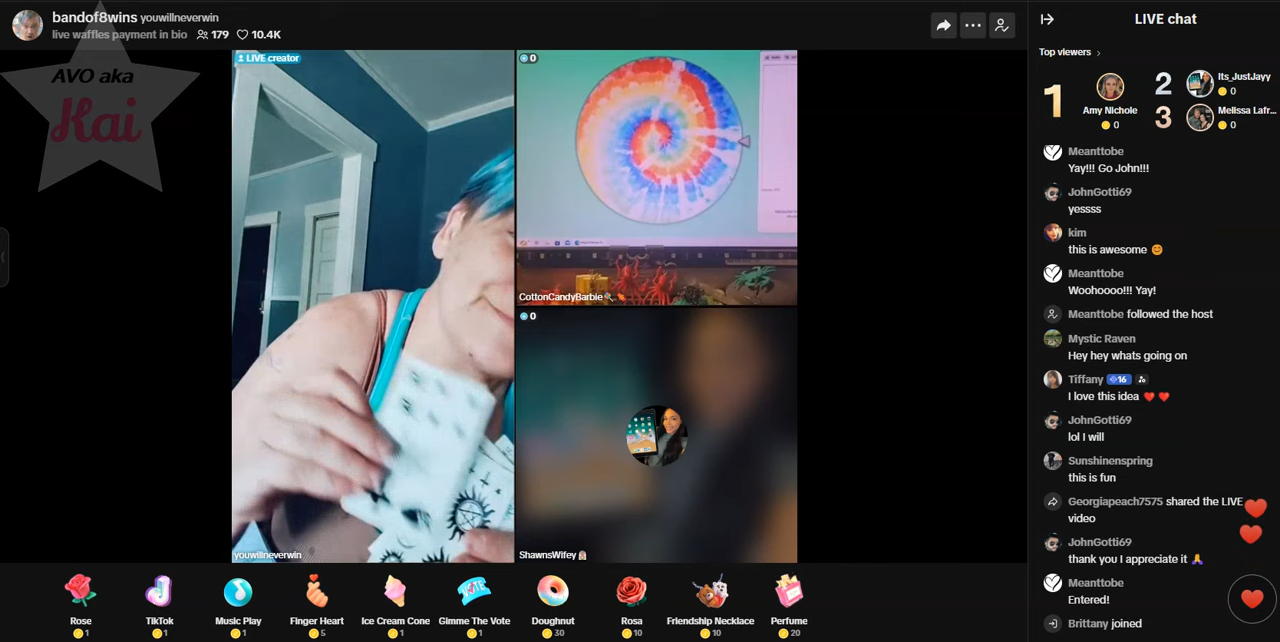 bandof8wins youwillneverwin
live waffles payment in bio 179 10.4K
AVO aka
Kai
LIVE creator
youwillneverwin
0
CottonCandyBarbie
0
ShawnsWifey
Rose
1
TikTok
1
Music Play
1
Finger Heart
5
Ice Cream Cone
1
VOTE
Gimme The Vote
1
Doughnut
30
Rosa
10
Friendship Necklace
10
Perfume
20
LIVE chat
Top viewers
1
Amy Nichole
0
2
Its_JustJayy
0
3
Melissa Lafr...
0
Meanttobe
Yay!!! Go John!!!
JohnGotti69
yessss
kim
this is awesome 😊
Meanttobe
Woohoooo!!! Yay!
Meanttobe followed the host
Mystic Raven
Hey hey whats going on
Tiffany 16
I love this idea ❤️ ❤️
JohnGotti69
lol I will
Sunshinenspring
this is fun
Georgiapeach7575 shared the LIVE
video
JohnGotti69
thank you I appreciate it 🙏
Meanttobe
Entered!
Brittany joined